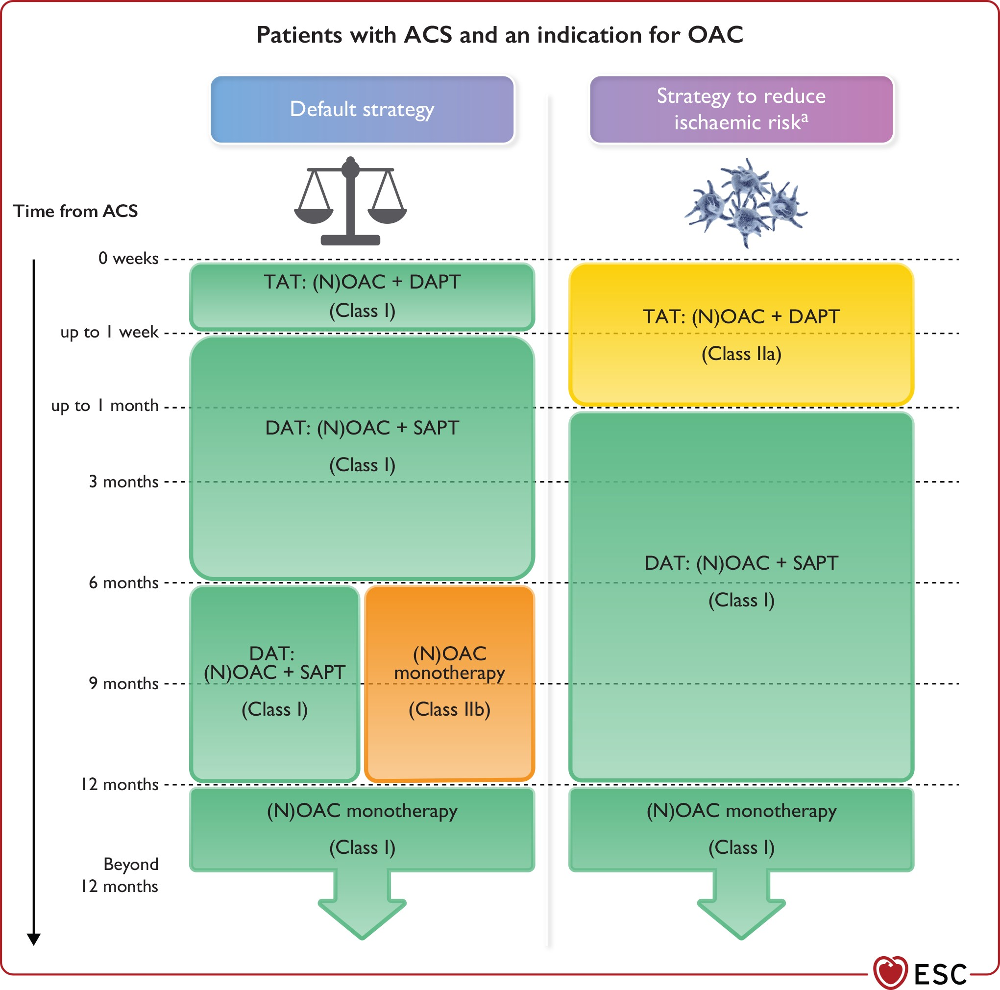 Patients with ACS and an indication for OAC
Default strategy
Strategy to reduce
ischaemic riskᵃ
Time from ACS
0 weeks
TAT: (N)OAC + DAPT
(Class I)
TAT: (N)OAC + DAPT
(Class IIa)
up to 1 week
up to 1 month
DAT: (N)OAC + SAPT
(Class I)
3 months
DAT: (N)OAC + SAPT
(Class I)
6 months
DAT:
(N)OAC + SAPT
(Class I)
(N)OAC
monotherapy
(Class IIb)
9 months
12 months
(N)OAC monotherapy
(Class I)
(N)OAC monotherapy
(Class I)
Beyond
12 months
ESC